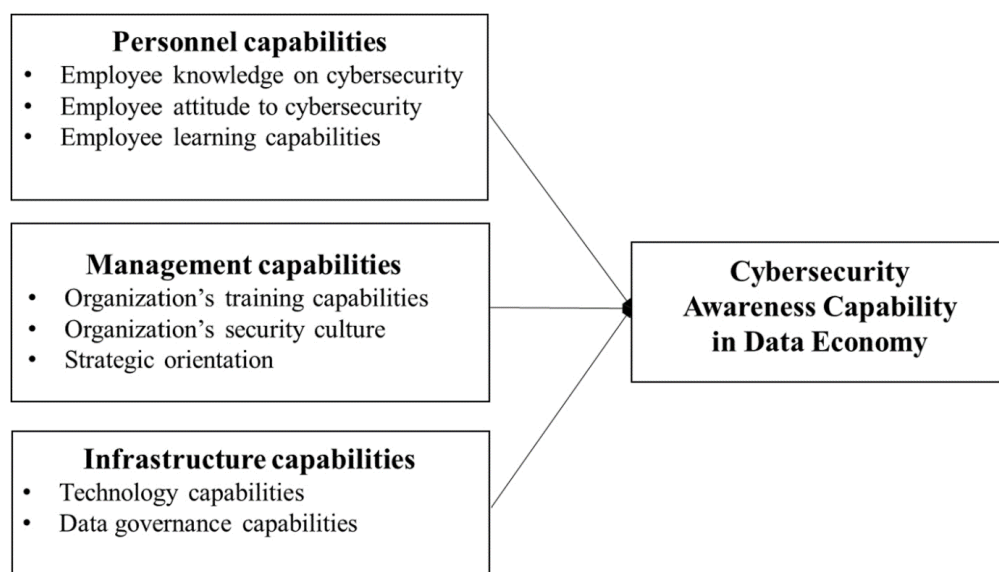 Personnel capabilities
• Employee knowledge on cybersecurity
• Employee attitude to cybersecurity
• Employee learning capabilities
Management capabilities
• Organization’s training capabilities
• Organization’s security culture
• Strategic orientation
Infrastructure capabilities
• Technology capabilities
• Data governance capabilities
Cybersecurity
Awareness Capability
in Data Economy